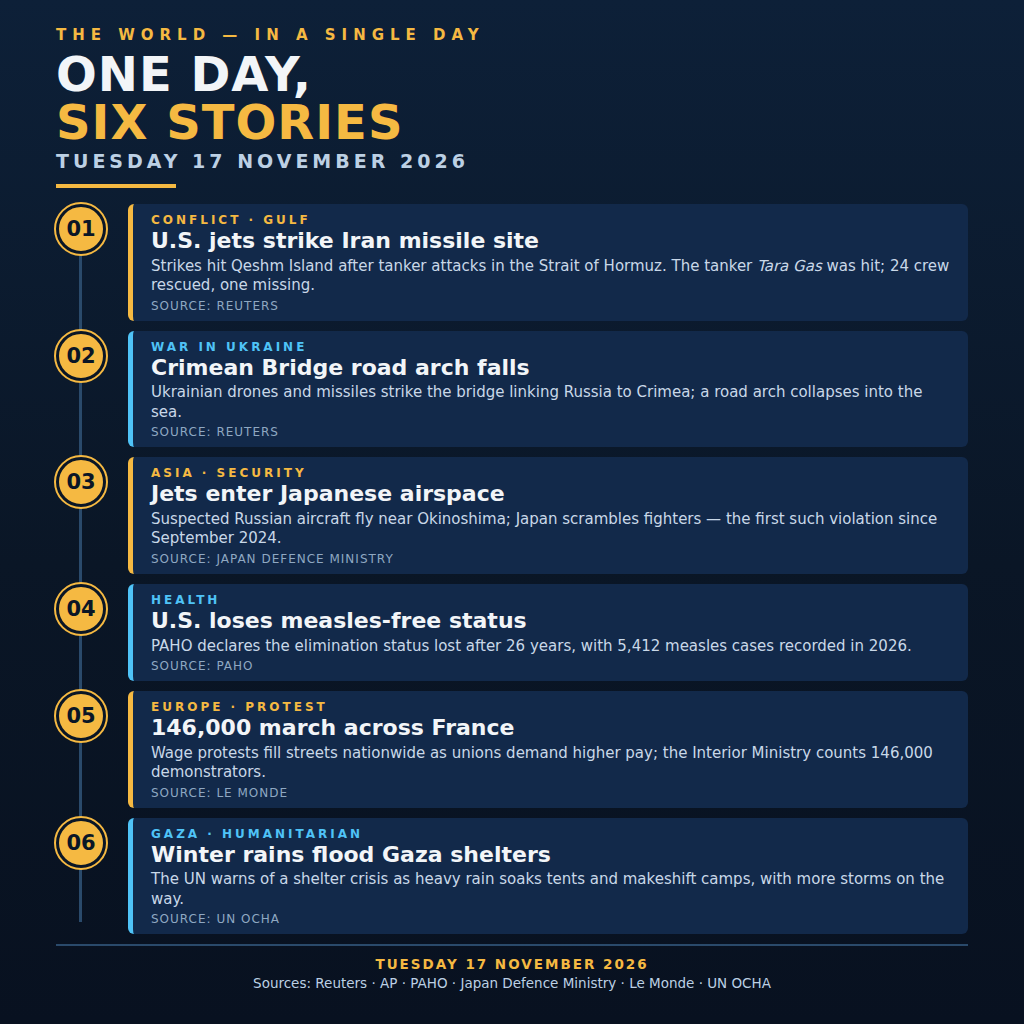 THE WORLD — IN A SINGLE DAY
ONE DAY,
SIX STORIES
TUESDAY 17 NOVEMBER 2026
01
CONFLICT · GULF
U.S. jets strike Iran missile site
Strikes hit Qeshm Island after tanker attacks in the Strait of Hormuz. The tanker Tara Gas was hit; 24 crew
rescued, one missing.
SOURCE: REUTERS
02
WAR IN UKRAINE
Crimean Bridge road arch falls
Ukrainian drones and missiles strike the bridge linking Russia to Crimea; a road arch collapses into the
sea.
SOURCE: REUTERS
03
ASIA · SECURITY
Jets enter Japanese airspace
Suspected Russian aircraft fly near Okinoshima; Japan scrambles fighters — the first such violation since
September 2024.
SOURCE: JAPAN DEFENCE MINISTRY
04
HEALTH
U.S. loses measles-free status
PAHO declares the elimination status lost after 26 years, with 5,412 measles cases recorded in 2026.
SOURCE: PAHO
05
EUROPE · PROTEST
146,000 march across France
Wage protests fill streets nationwide as unions demand higher pay; the Interior Ministry counts 146,000
demonstrators.
SOURCE: LE MONDE
06
GAZA · HUMANITARIAN
Winter rains flood Gaza shelters
The UN warns of a shelter crisis as heavy rain soaks tents and makeshift camps, with more storms on the
way.
SOURCE: UN OCHA
TUESDAY 17 NOVEMBER 2026
Sources: Reuters · AP · PAHO · Japan Defence Ministry · Le Monde · UN OCHA